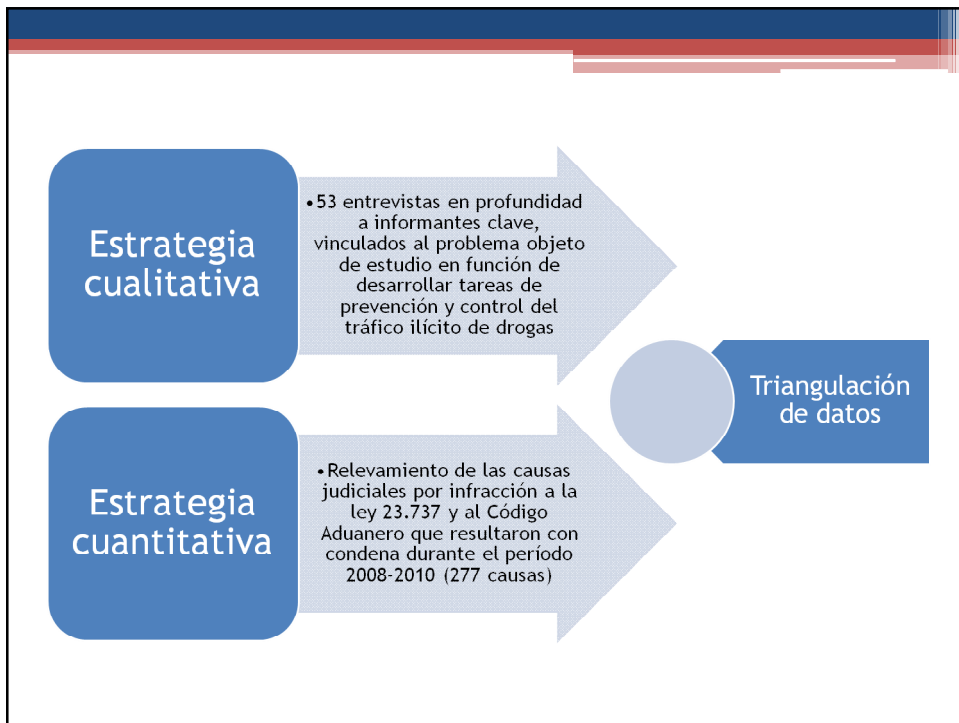 Estrategia
cualitativa
•53 entrevistas en profundidad
a informantes clave,
vinculados al problema objeto
de estudio en función de
desarrollar tareas de
prevención y control del
tráfico ilícito de drogas
Estrategia
cuantitativa
•Relevamiento de las causas
judiciales por infracción a la
ley 23.737 y al Código
Aduanero que resultaron con
condena durante el período
2008-2010 (277 causas)
Triangulación
de datos